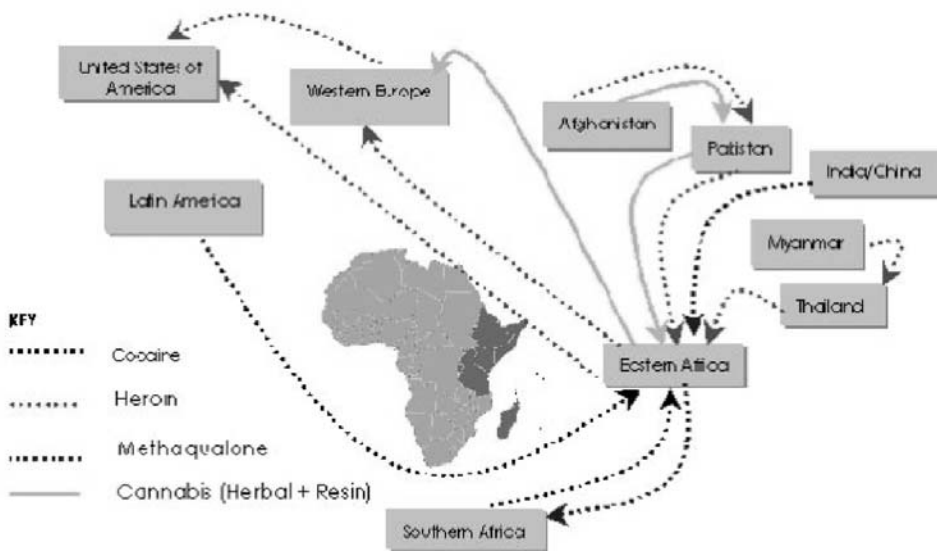 United States of
America
Western Europe
Afghanistan
Pakistan
India/China
Latin America
Myanmar
Thailand
KEY
Eastern Africa
Cocaine
Heroin
Methaqualone
Cannabis (Herbal + Resin)
Southern Africa